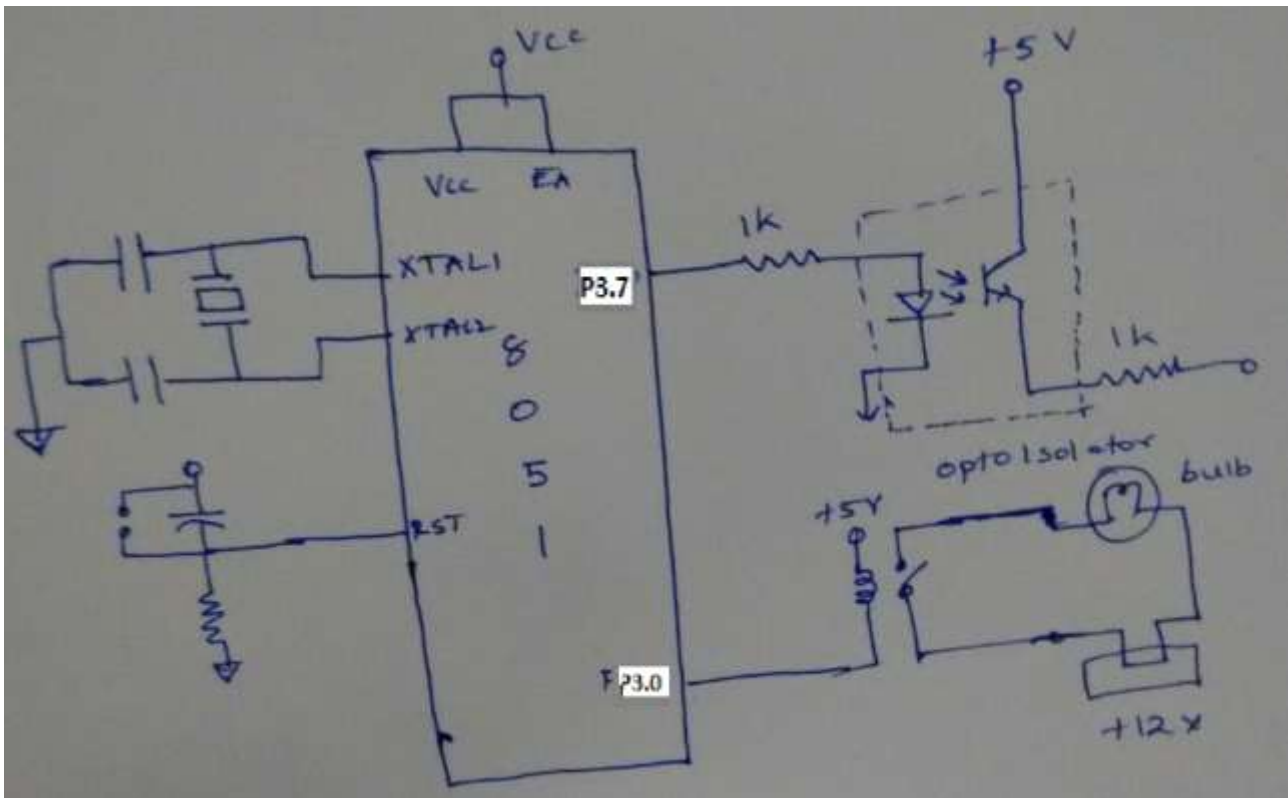 Vcc
+5 V
Vcc EA
1k
XTAL1
P3.7
XTAL2
8
0
5
1
1k
opto Isolator
bulb
+5V
RST
P3.0
+12 V